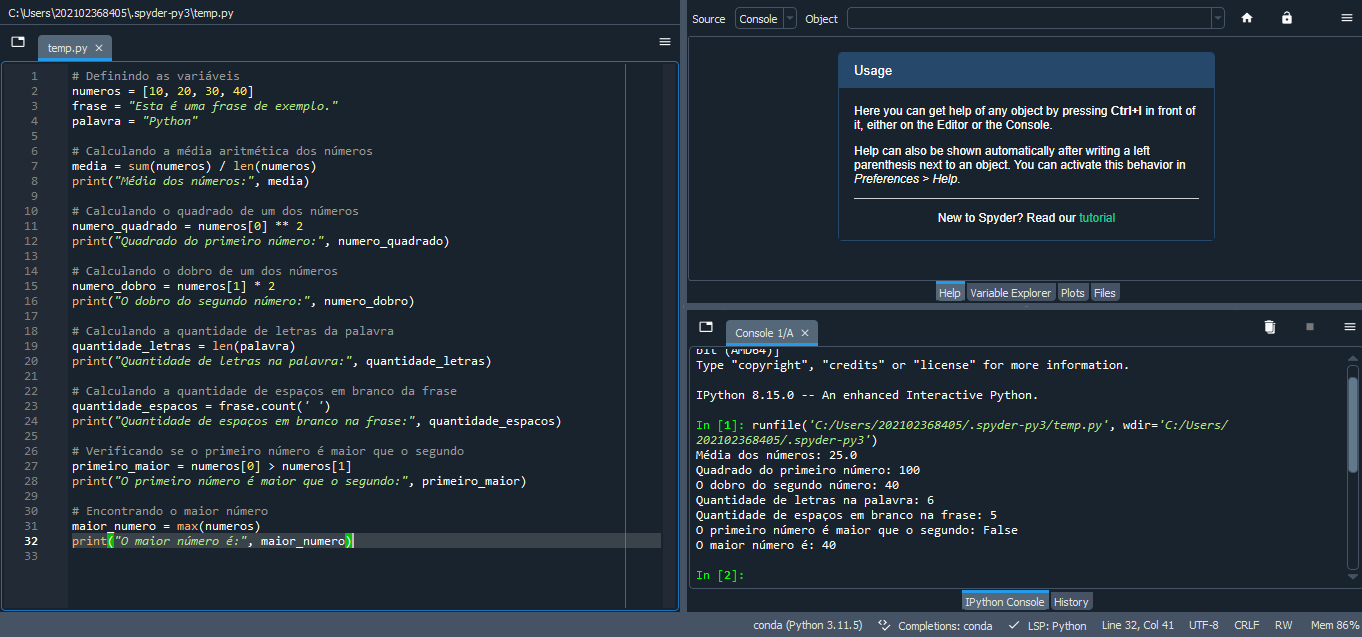 C:\Users\202102368405\.spyder-py3\temp.py
temp.py
1 # Definindo as variáveis
2 numeros = [10, 20, 30, 40]
3 frase = "Esta é uma frase de exemplo."
4 palavra = "Python"
5
6 # Calculando a média aritmética dos números
7 media = sum(numeros) / len(numeros)
8 print("Média dos números:", media)
9
10 # Calculando o quadrado de um dos números
11 numero_quadrado = numeros[0] ** 2
12 print("Quadrado do primeiro número:", numero_quadrado)
13
14 # Calculando o dobro de um dos números
15 numero_dobro = numeros[1] * 2
16 print("O dobro do segundo número:", numero_dobro)
17
18 # Calculando a quantidade de letras da palavra
19 quantidade_letras = len(palavra)
20 print("Quantidade de letras na palavra:", quantidade_letras)
21
22 # Calculando a quantidade de espaços em branco da frase
23 quantidade_espacos = frase.count(' ')
24 print("Quantidade de espaços em branco na frase:", quantidade_espacos)
25
26 # Verificando se o primeiro número é maior que o segundo
27 primeiro_maior = numeros[0] > numeros[1]
28 print("O primeiro número é maior que o segundo:", primeiro_maior)
29
30 # Encontrando o maior número
31 maior_numero = max(numeros)
32 print("O maior número é:", maior_numero)
33
Source Console Object
Usage
Here you can get help of any object by pressing Ctrl+I in front of
it, either on the Editor or the Console.
Help can also be shown automatically after writing a left
parenthesis next to an object. You can activate this behavior in
Preferences > Help.
New to Spyder? Read our tutorial
Help Variable Explorer Plots Files
Console 1/A
bit (AMD64)]
Type "copyright", "credits" or "license" for more information.
IPython 8.15.0 -- An enhanced Interactive Python.
In [1]: runfile('C:/Users/202102368405/.spyder-py3/temp.py', wdir='C:/Users/
202102368405/.spyder-py3')
Média dos números: 25.0
Quadrado do primeiro número: 100
O dobro do segundo número: 40
Quantidade de letras na palavra: 6
Quantidade de espaços em branco na frase: 5
O primeiro número é maior que o segundo: False
O maior número é: 40
In [2]:
IPython Console History
conda (Python 3.11.5) Completions: conda LSP: Python Line 32, Col 41 UTF-8 CRLF RW Mem 86%